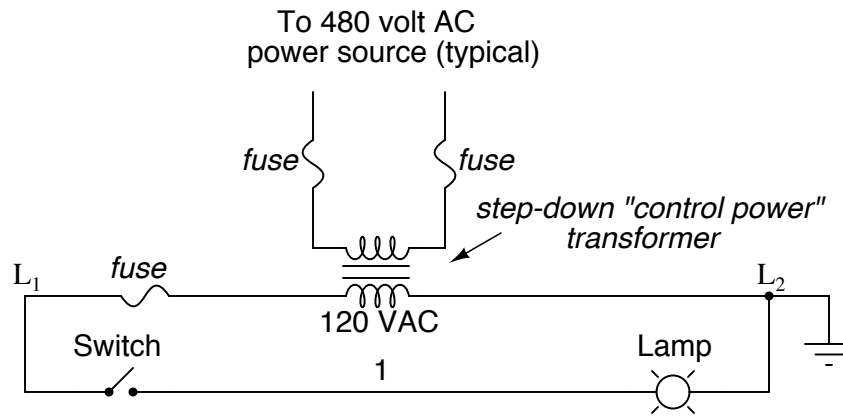 To 480 volt AC
power source (typical)
fuse
fuse
step-down "control power"
transformer
L1
fuse
L2
120 VAC
Switch
1
Lamp